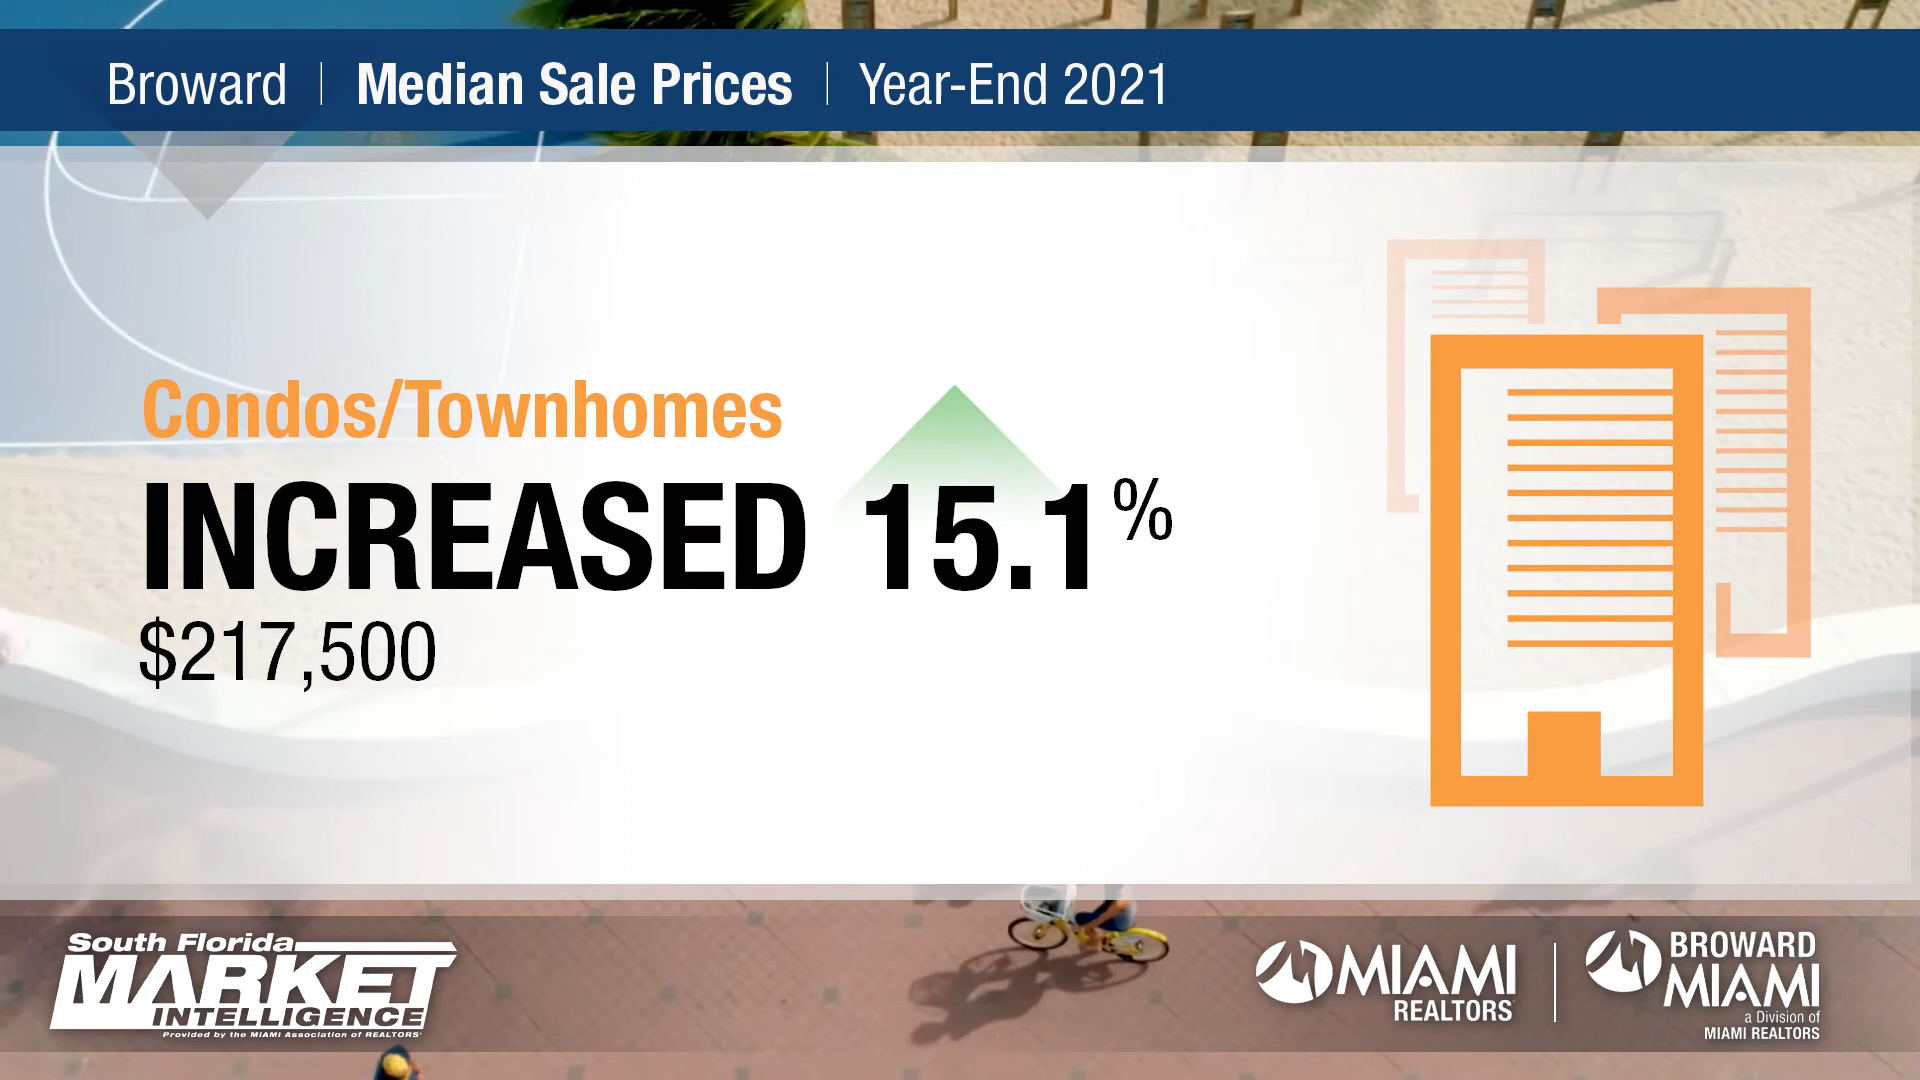 Broward | Median Sale Prices | Year-End 2021
Condos/Townhomes
INCREASED 15.1%
$217,500
South Florida
MARKET
INTELLIGENCE
Provided by the MIAMI Association of REALTORS®
MIAMI
REALTORS®
BROWARD
MIAMI
a Division of
MIAMI REALTORS